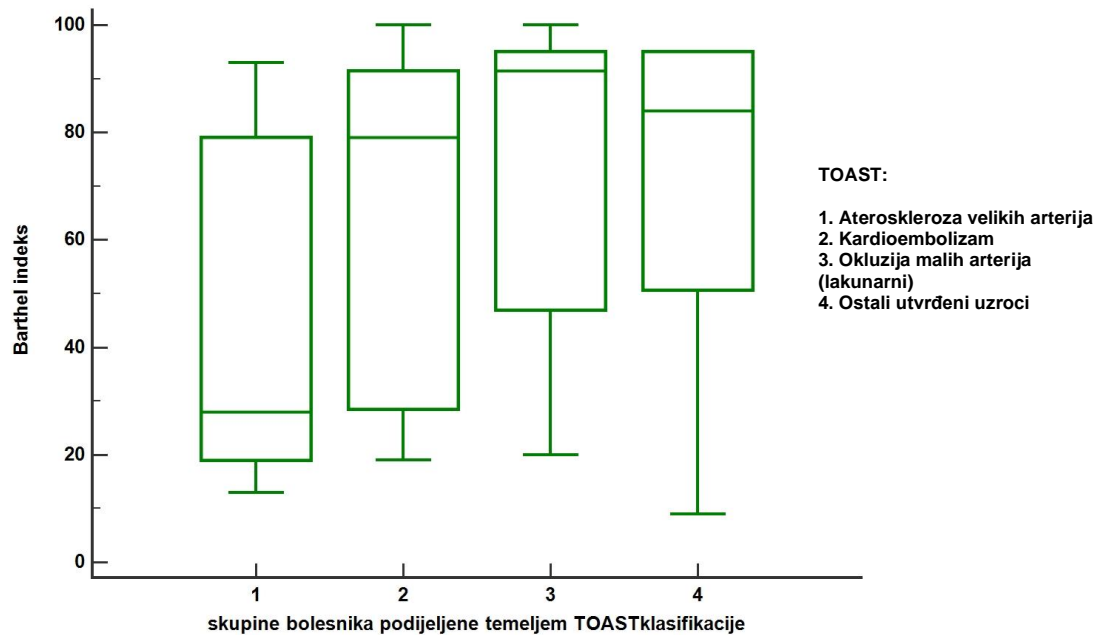 100
80
60
40
20
0
Barthel indeks
1 2 3 4
skupine bolesnika podijeljene temeljem TOASTklasifikacije
TOAST:
1. Ateroskleroza velikih arterija
2. Kardioembolizam
3. Okluzija malih arterija
(lakunarni)
4. Ostali utvrđeni uzroci